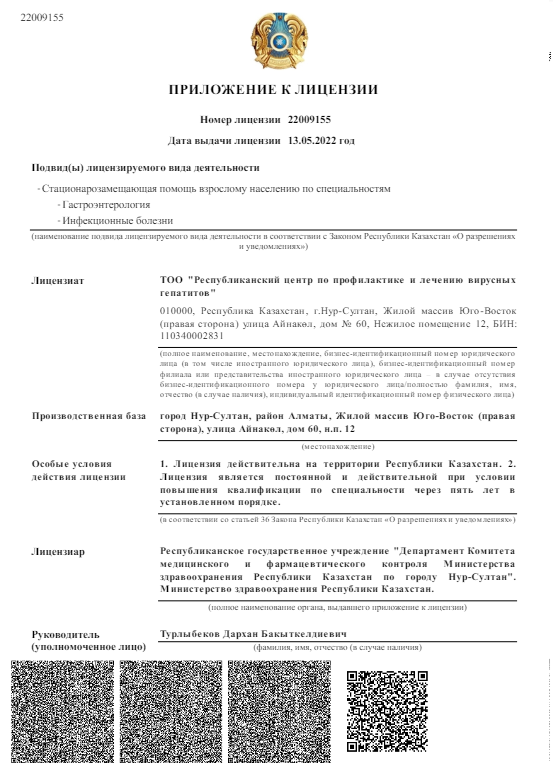 22009155
ПРИЛОЖЕНИЕ К ЛИЦЕНЗИИ
Номер лицензии 22009155
Дата выдачи лицензии 13.05.2022 год
Подвид(ы) лицензируемого вида деятельности
- Стационарозамещающая помощь взрослому населению по специальностям
- Гастроэнтерология
- Инфекционные болезни
(наименование подвида лицензируемого вида деятельности в соответствии с Законом Республики Казахстан «О разрешениях
и уведомлениях»)
Лицензиат
ТОО "Республиканский центр по профилактике и лечению вирусных
гепатитов"
010000, Республика Казахстан, г.Нур-Султан, Жилой массив Юго-Восток
(правая сторона) улица Айнакөл, дом № 60, Нежилое помещение 12, БИН:
110340002831
(полное наименование, местонахождение, бизнес-идентификационный номер юридического
лица (в том числе иностранного юридического лица), бизнес-идентификационный номер
филиала или представительства иностранного юридического лица – в случае отсутствия
бизнес-идентификационного номера у юридического лица/полностью фамилия, имя,
отчество (в случае наличия), индивидуальный идентификационный номер физического лица)
Производственная база
город Нур-Султан, район Алматы, Жилой массив Юго-Восток (правая
сторона), улица Айнакөл, дом 60, н.п. 12
(местонахождение)
Особые условия
действия лицензии
1. Лицензия действительна на территории Республики Казахстан. 2.
Лицензия является постоянной и действительной при условии
повышения квалификации по специальности через пять лет в
установленном порядке.
(в соответствии со статьей 36 Закона Республики Казахстан «О разрешениях и уведомлениях»)
Лицензиар
Республиканское государственное учреждение "Департамент Комитета
медицинского и фармацевтического контроля Министерства
здравоохранения Республики Казахстан по городу Нур-Султан".
Министерство здравоохранения Республики Казахстан.
(полное наименование органа, выдавшего приложение к лицензии)
Руководитель
(уполномоченное лицо)
Турлыбеков Дархан Бакыткелдиевич
(фамилия, имя, отчество (в случае наличия)